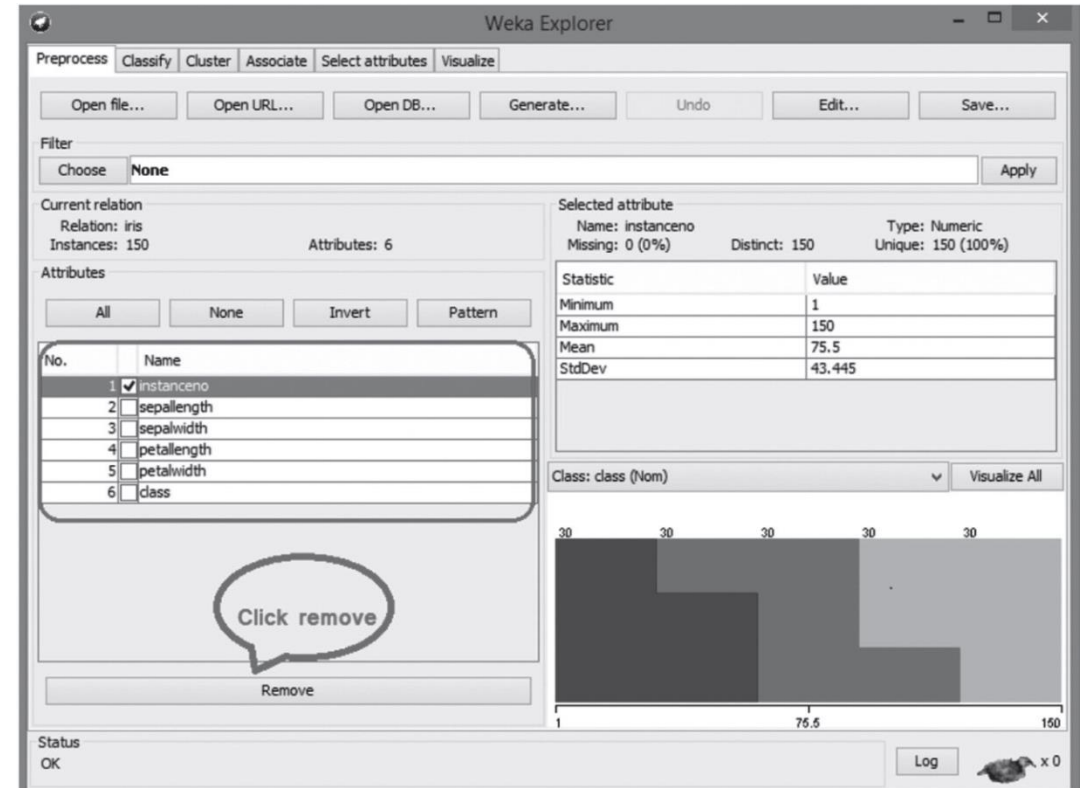 Weka Explorer
Preprocess Classify Cluster Associate Select attributes Visualize
Open file... Open URL... Open DB... Generate... Undo Edit... Save...
Filter
Choose None Apply
Current relation
Relation: iris
Instances: 150 Attributes: 6
Attributes
All None Invert Pattern
No. Name
1 instanceno
2 sepallength
3 sepalwidth
4 petallength
5 petalwidth
6 class
Click remove
Remove
Selected attribute
Name: instanceno Type: Numeric
Missing: 0 (0%) Distinct: 150 Unique: 150 (100%)
Statistic Value
Minimum 1
Maximum 150
Mean 75.5
StdDev 43.445
Class: class (Nom) Visualize All
30 30 30 30 30
1 75.5 150
Status
OK
Log x 0